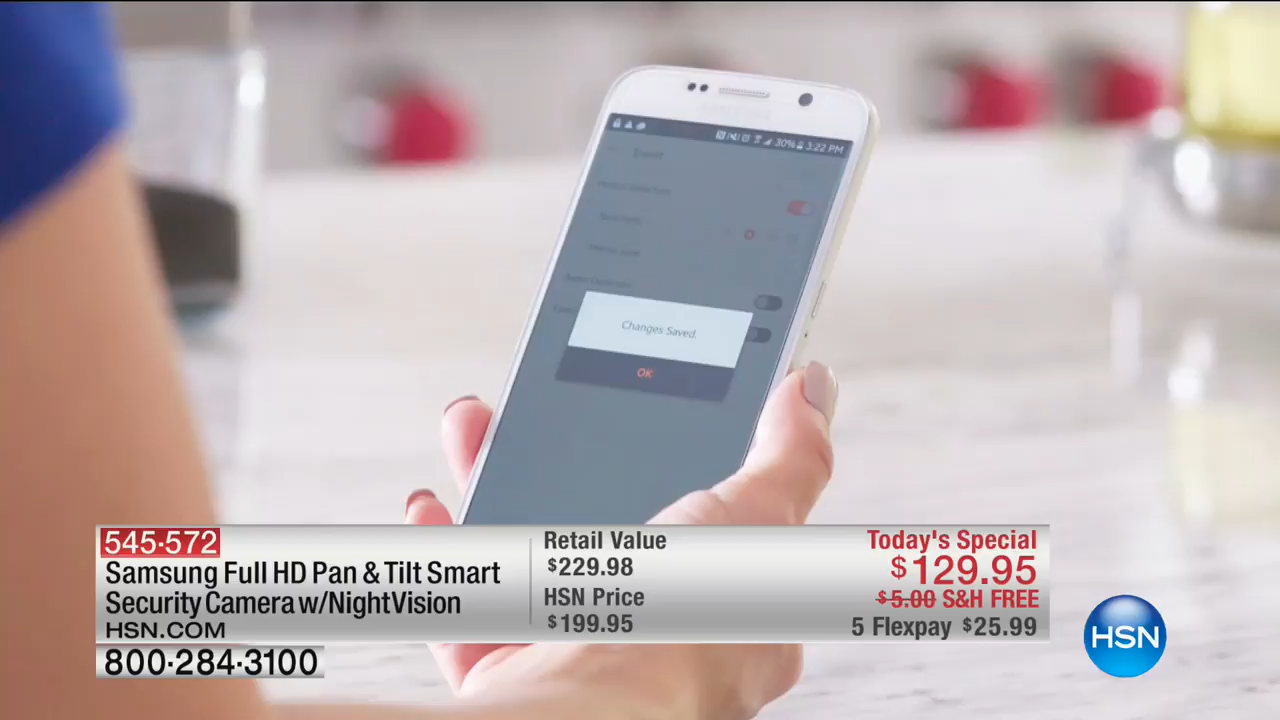 30% 3:22 PM
Event
Changes Saved.
OK
545-572
Samsung Full HD Pan & Tilt Smart
Security Camera w/NightVision
HSN.COM
800-284-3100
Retail Value
$229.98
HSN Price
$199.95
Today's Special
$129.95
$5.00 S&H FREE
5 Flexpay $25.99
HSN